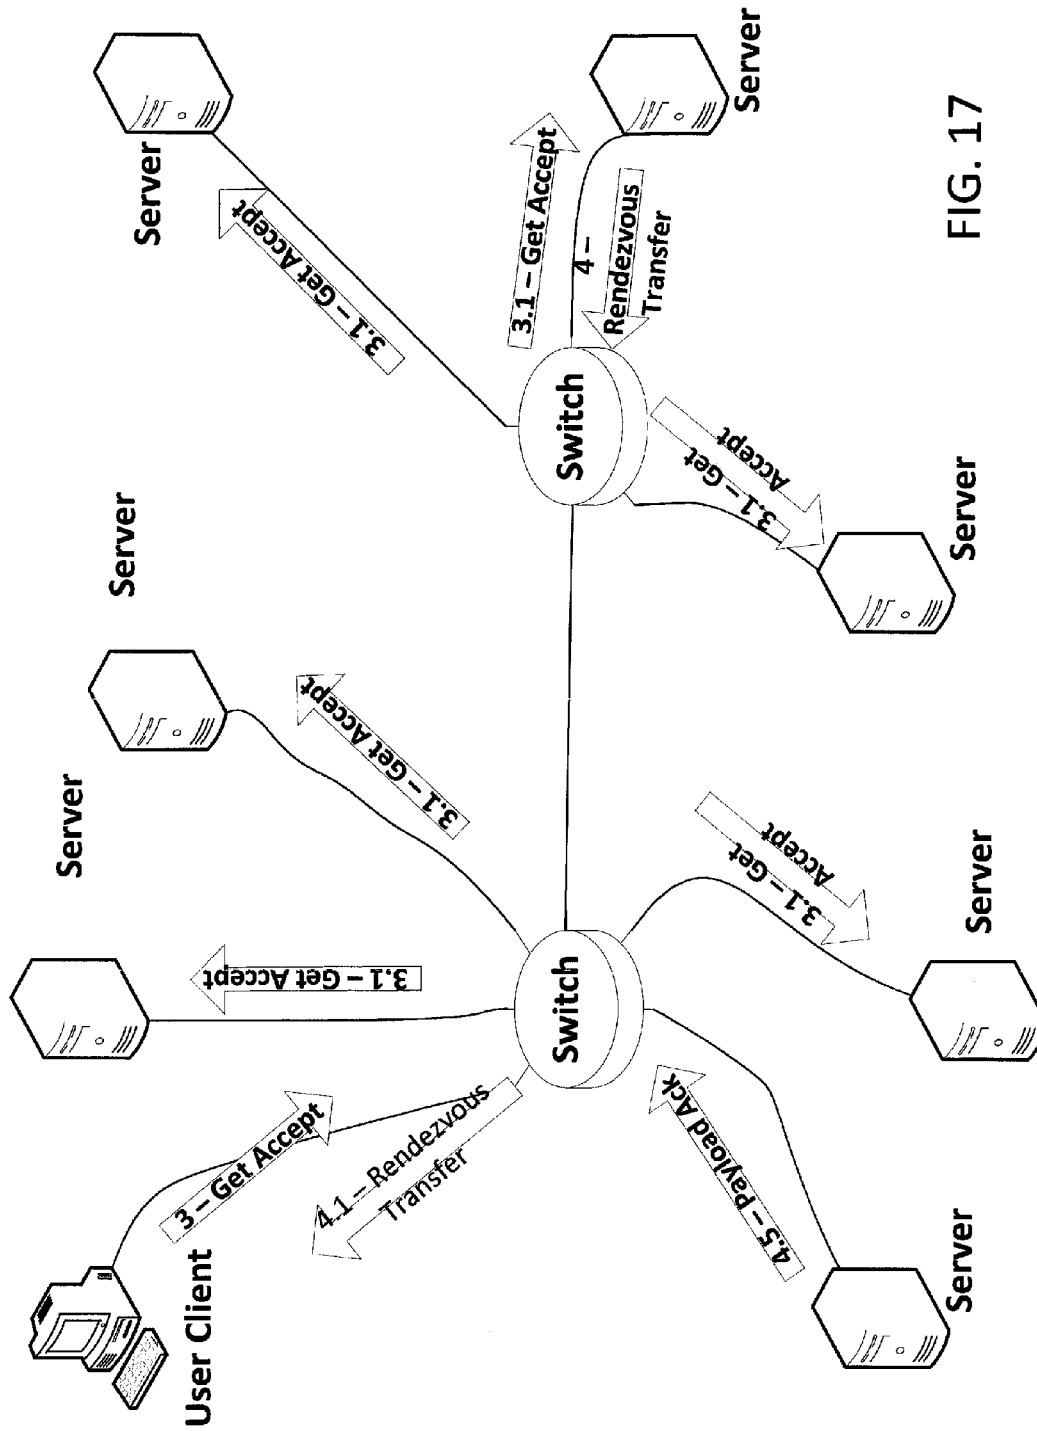 Server
Server
Server
User Client
3 – Get Accept
3.1 – Get Accept
3.1 – Get Accept
3.1 – Get Accept
4.1 – Rendezvous
Transfer
Switch
Switch
3.1 – Get Accept
4 –
Rendezvous
Transfer
Server
4.5 – Payload Ack
3.1 – Get
Accept
3.1 – Get
Accept
Server
Server
Server
FIG. 17